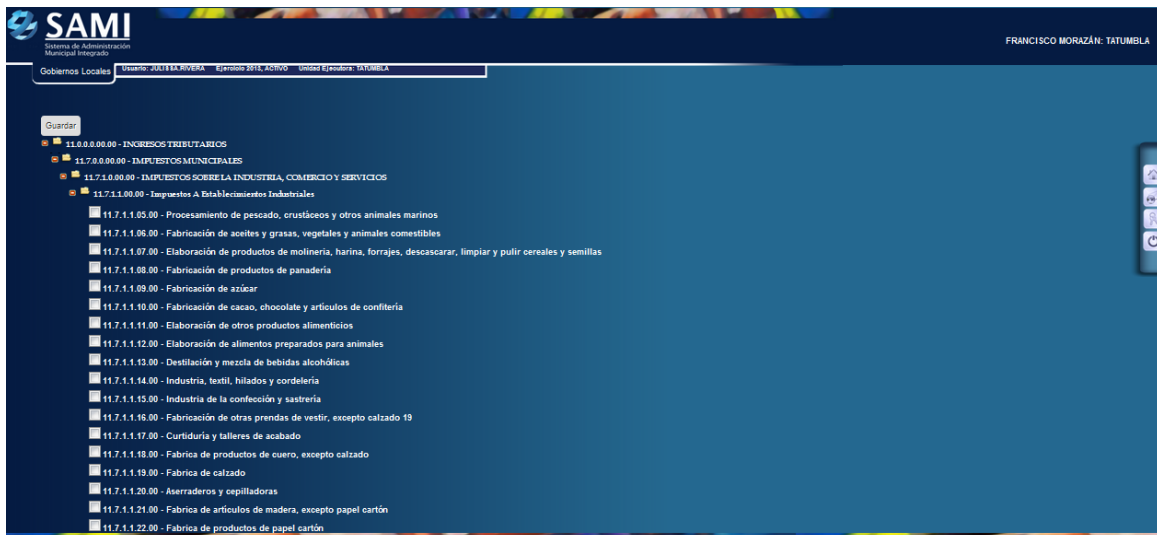 SAMI
Sistema de Administración
Municipal Integrado
FRANCISCO MORAZÁN: TATUMBLA
Gobiernos Locales
Usuario: JULISSA.RIVERA Ejercicio 2018, ACTIVO Unidad Ejecutora: TATUMBLA
Guardar
11.0.0.0.00.00 - INGRESOS TRIBUTARIOS
11.7.0.0.00.00 - IMPUESTOS MUNICIPALES
11.7.1.0.00.00 - IMPUESTOS SOBRE LA INDUSTRIA, COMERCIO Y SERVICIOS
11.7.1.1.00.00 - Impuestos A Establecimientos Industriales
11.7.1.1.05.00 - Procesamiento de pescado, crustáceos y otros animales marinos
11.7.1.1.06.00 - Fabricación de aceites y grasas, vegetales y animales comestibles
11.7.1.1.07.00 - Elaboración de productos de molineria, harina, forrajes, descascarar, limpiar y pulir cereales y semillas
11.7.1.1.08.00 - Fabricación de productos de panadería
11.7.1.1.09.00 - Fabricación de azúcar
11.7.1.1.10.00 - Fabricación de cacao, chocolate y artículos de confitería
11.7.1.1.11.00 - Elaboración de otros productos alimenticios
11.7.1.1.12.00 - Elaboración de alimentos preparados para animales
11.7.1.1.13.00 - Destilación y mezcla de bebidas alcohólicas
11.7.1.1.14.00 - Industria, textil, hilados y cordelería
11.7.1.1.15.00 - Industria de la confección y sastrería
11.7.1.1.16.00 - Fabricación de otras prendas de vestir, excepto calzado 19
11.7.1.1.17.00 - Curtiduría y talleres de acabado
11.7.1.1.18.00 - Fabrica de productos de cuero, excepto calzado
11.7.1.1.19.00 - Fabrica de calzado
11.7.1.1.20.00 - Aserraderos y cepilladoras
11.7.1.1.21.00 - Fabrica de artículos de madera, excepto papel cartón
11.7.1.1.22.00 - Fabrica de productos de papel cartón